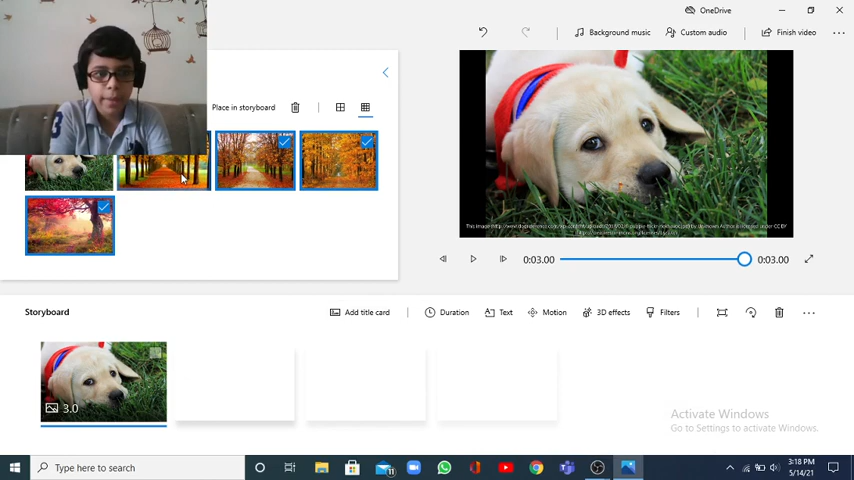 OneDrive
Background music
Custom audio
Finish video
Place in storyboard
0:03.00
0:03.00
Storyboard
Add title card
Duration
Text
Motion
3D effects
Filters
3.0
Activate Windows
Go to Settings to activate Windows.
Type here to search
11
3:18 PM
5/14/21